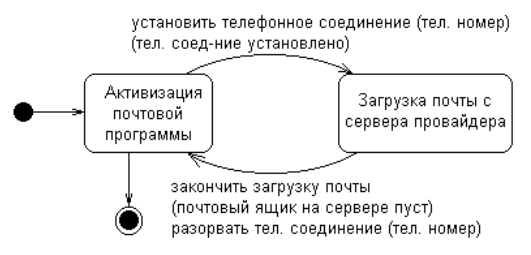 установить телефонное соединение (тел. номер)
(тел. соед-ние установлено)
Активизация
почтовой
программы
Загрузка почты с
сервера провайдера
закончить загрузку почты
(почтовый ящик на сервере пуст)
разорвать тел. соединение (тел. номер)